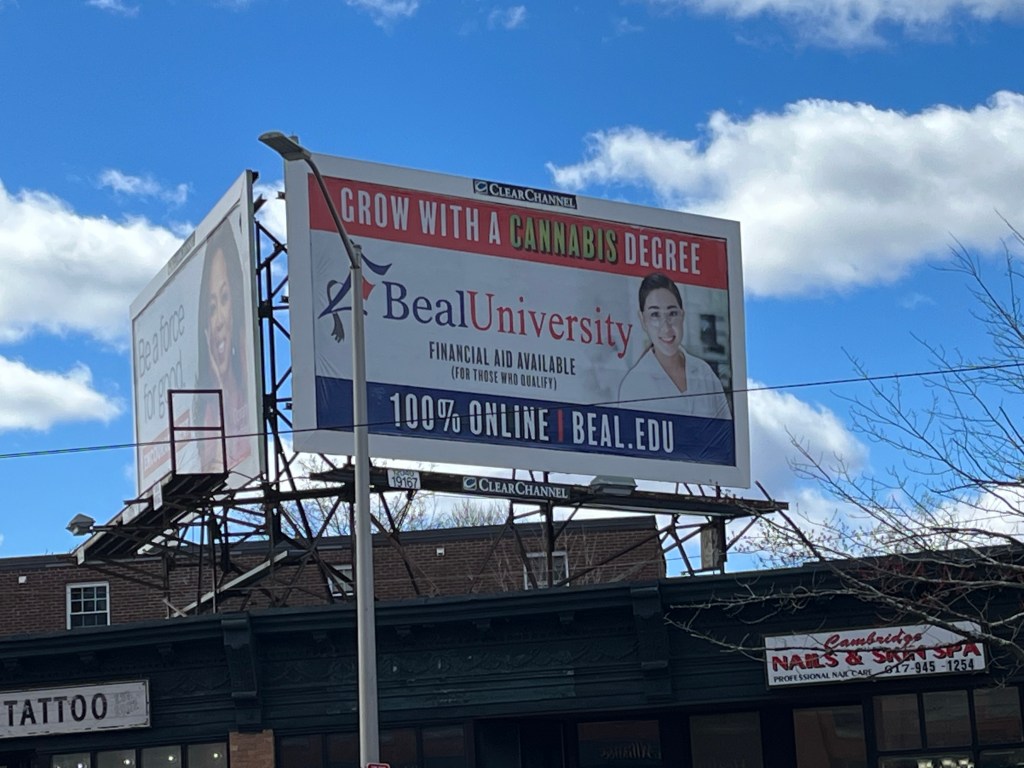 CLEARCHANNEL
GROW WITH A CANNABIS DEGREE
BealUniversity
FINANCIAL AID AVAILABLE
(FOR THOSE WHO QUALIFY)
100% ONLINE | BEAL.EDU
Be a force
for good.
19167
CLEARCHANNEL
Cambridge
NAILS & SKIN SPA
PROFESSIONAL NAIL CARE 617-945-1254
TATTOO